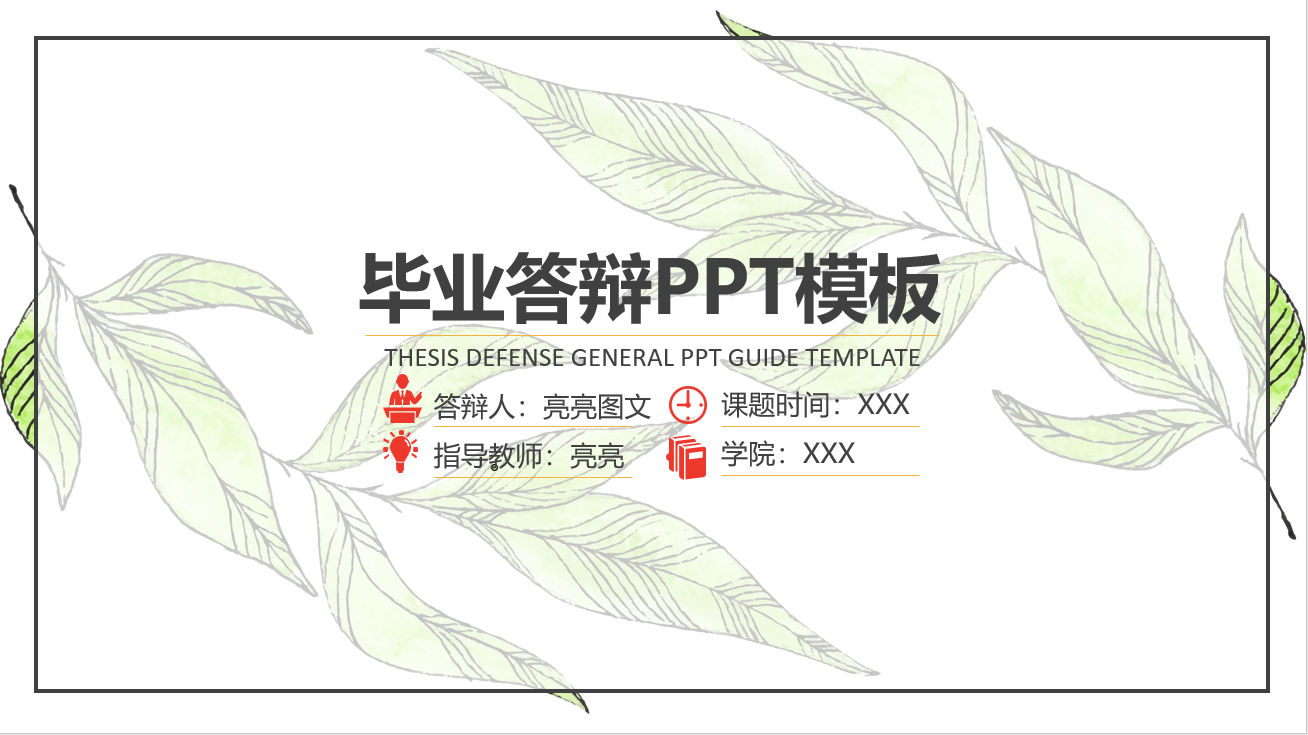 毕业答辩PPT模板
THESIS DEFENSE GENERAL PPT GUIDE TEMPLATE
答辩人：亮亮图文 课题时间：XXX
指导教师：亮亮 学院：XXX